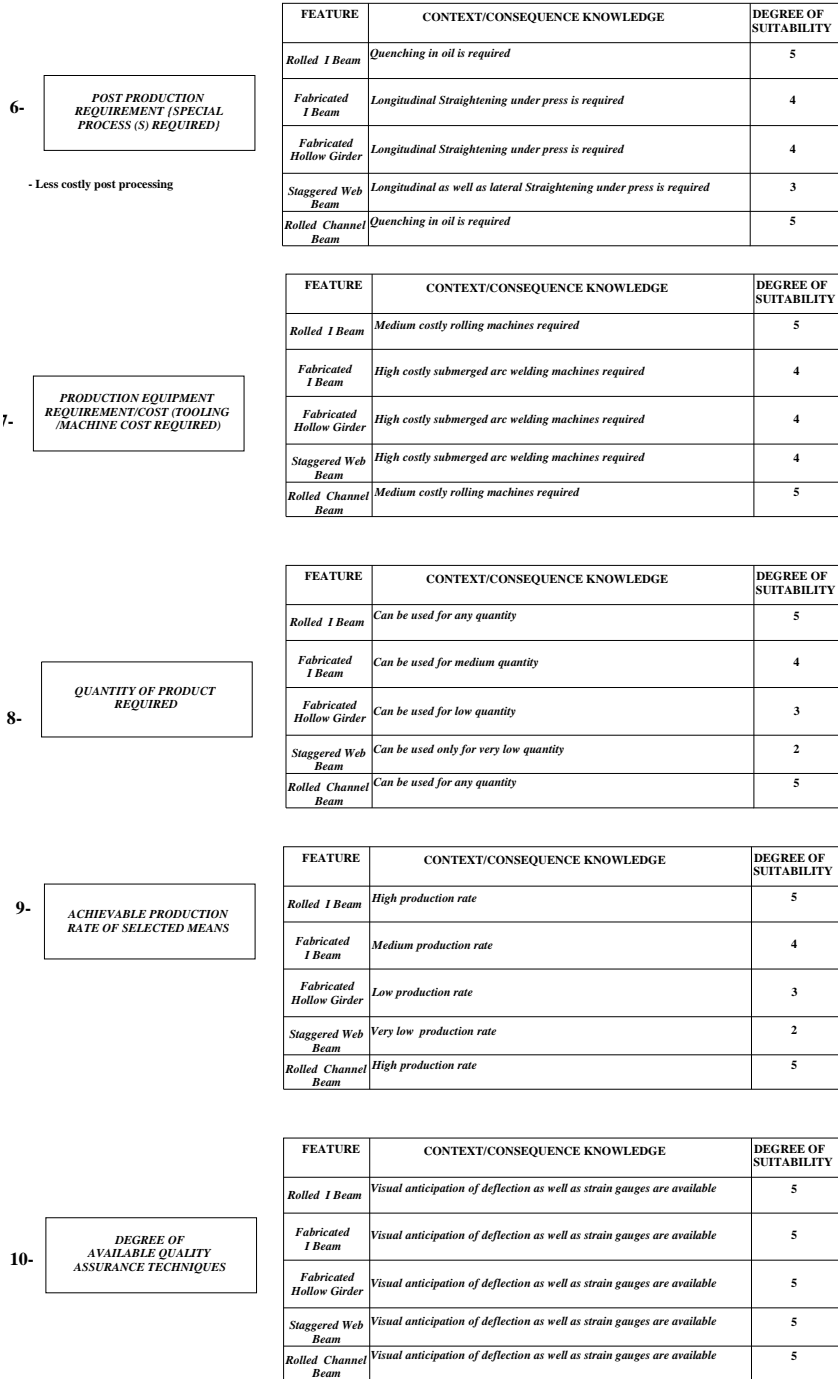 FEATURE CONTEXT/CONSEQUENCE KNOWLEDGE DEGREE OF
SUITABILITY
Rolled I Beam Quenching in oil is required 5
6- POST PRODUCTION
REQUIREMENT {SPECIAL
PROCESS (S) REQUIRED}
Fabricated
I Beam Longitudinal Straightening under press is required 4
Fabricated
Hollow Girder Longitudinal Straightening under press is required 4
- Less costly post processing
Staggered Web
Beam Longitudinal as well as lateral Straightening under press is required 3
Rolled Channel
Beam Quenching in oil is required 5
FEATURE CONTEXT/CONSEQUENCE KNOWLEDGE DEGREE OF
SUITABILITY
Rolled I Beam Medium costly rolling machines required 5
Fabricated
I Beam High costly submerged arc welding machines required 4
7- PRODUCTION EQUIPMENT
REQUIREMENT/COST (TOOLING
/MACHINE COST REQUIRED)
Fabricated
Hollow Girder High costly submerged arc welding machines required 4
Staggered Web
Beam High costly submerged arc welding machines required 4
Rolled Channel
Beam Medium costly rolling machines required 5
FEATURE CONTEXT/CONSEQUENCE KNOWLEDGE DEGREE OF
SUITABILITY
Rolled I Beam Can be used for any quantity 5
Fabricated
I Beam Can be used for medium quantity 4
8- QUANTITY OF PRODUCT
REQUIRED
Fabricated
Hollow Girder Can be used for low quantity 3
Staggered Web
Beam Can be used only for very low quantity 2
Rolled Channel
Beam Can be used for any quantity 5
FEATURE CONTEXT/CONSEQUENCE KNOWLEDGE DEGREE OF
SUITABILITY
Rolled I Beam High production rate 5
9- ACHIEVABLE PRODUCTION
RATE OF SELECTED MEANS
Fabricated
I Beam Medium production rate 4
Fabricated
Hollow Girder Low production rate 3
Staggered Web
Beam Very low production rate 2
Rolled Channel
Beam High production rate 5
FEATURE CONTEXT/CONSEQUENCE KNOWLEDGE DEGREE OF
SUITABILITY
Rolled I Beam Visual anticipation of deflection as well as strain gauges are available 5
Fabricated
I Beam Visual anticipation of deflection as well as strain gauges are available 5
10- DEGREE OF
AVAILABLE QUALITY
ASSURANCE TECHNIQUES
Fabricated
Hollow Girder Visual anticipation of deflection as well as strain gauges are available 5
Staggered Web
Beam Visual anticipation of deflection as well as strain gauges are available 5
Rolled Channel
Beam Visual anticipation of deflection as well as strain gauges are available 5